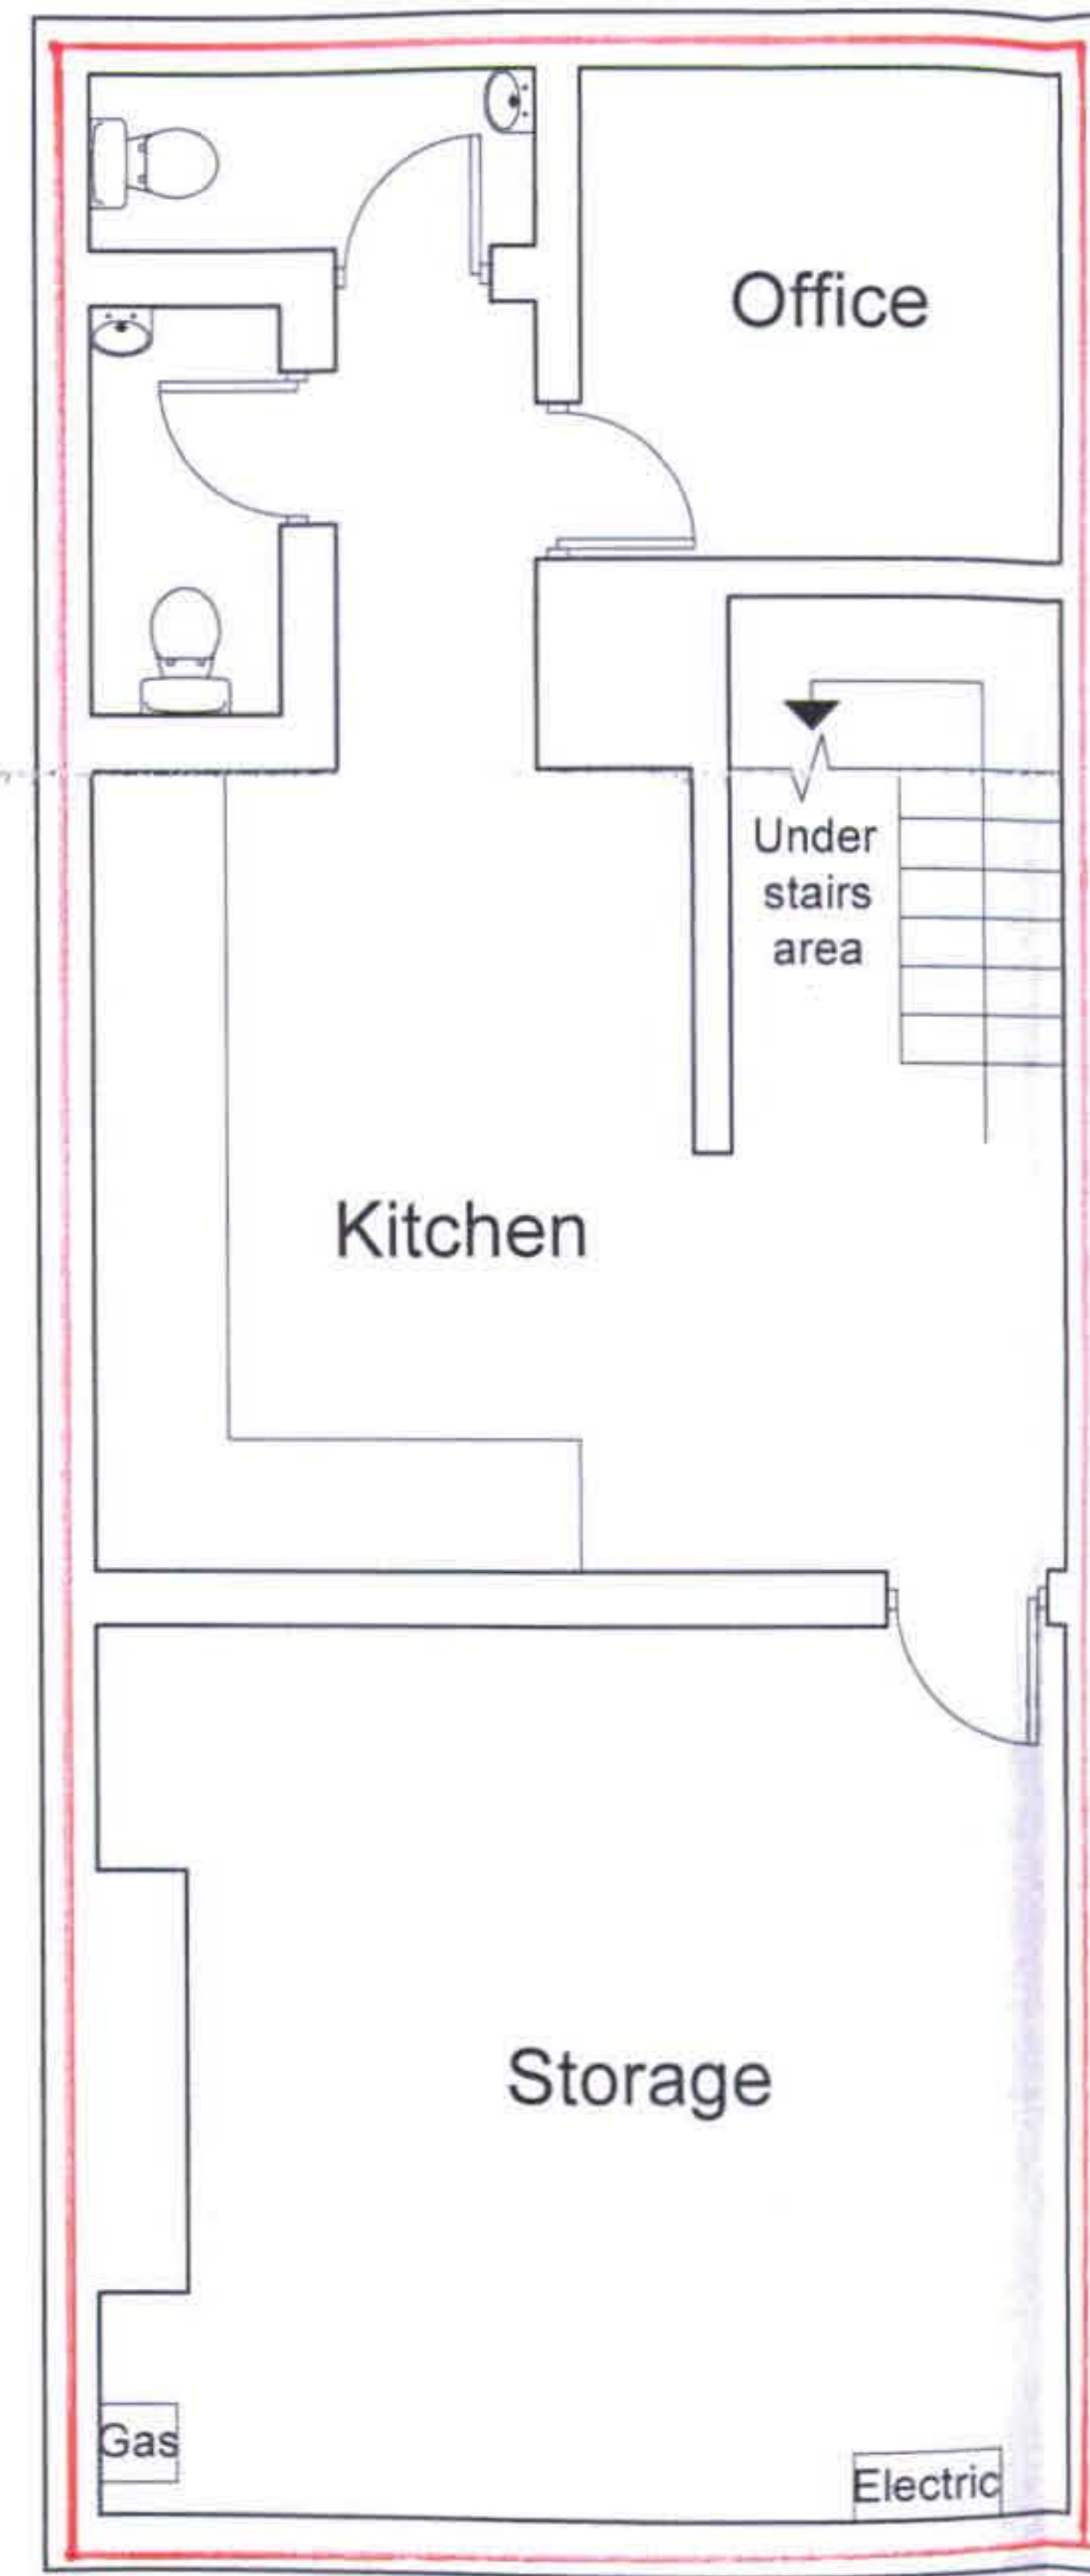 Office
Under
stairs
area
Kitchen
Storage
Gas
Electric